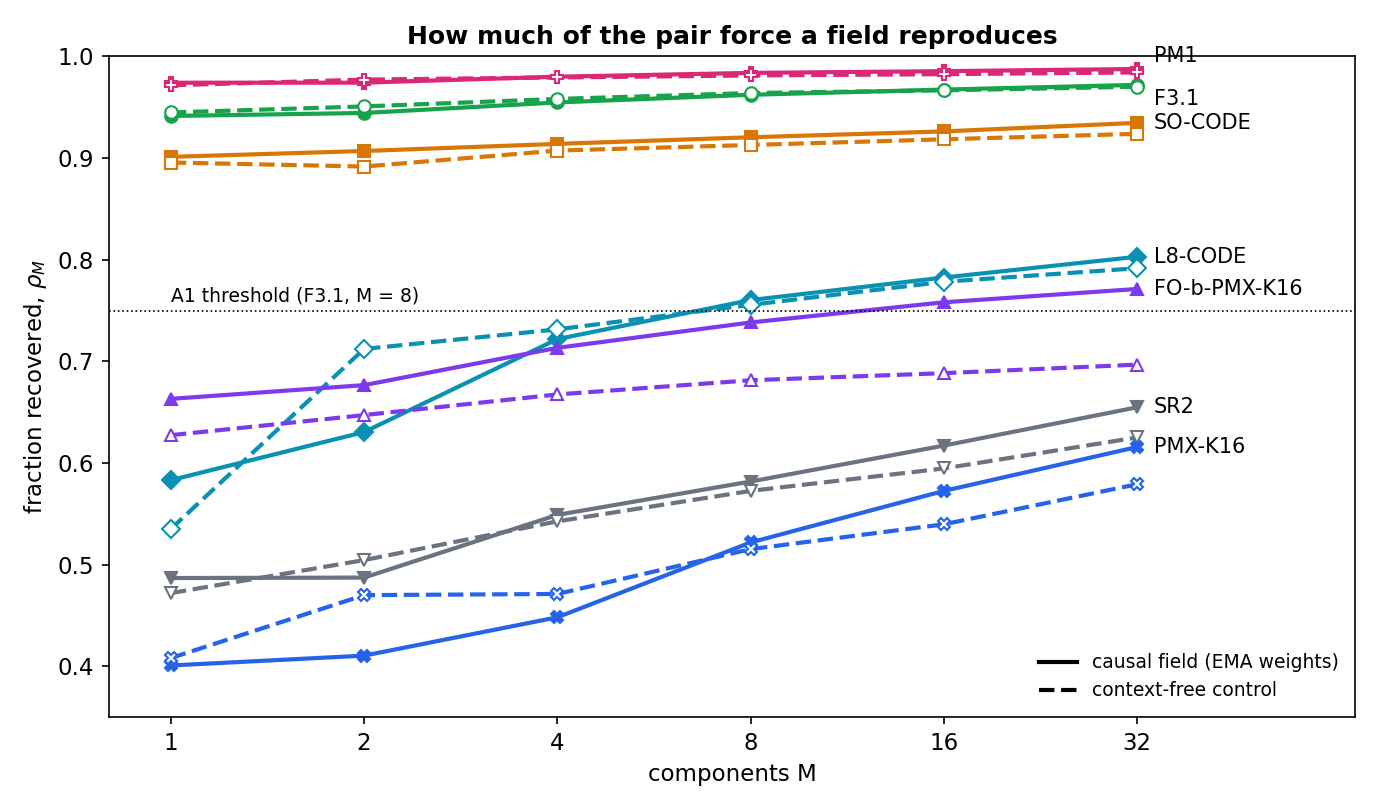 How much of the pair force a field reproduces
fraction recovered, ρM
1.0
0.9
0.8
0.7
0.6
0.5
0.4
A1 threshold (F3.1, M = 8)
PM1
F3.1
SO-CODE
L8-CODE
FO-b-PMX-K16
SR2
PMX-K16
causal field (EMA weights)
context-free control
1 2 4 8 16 32
components M